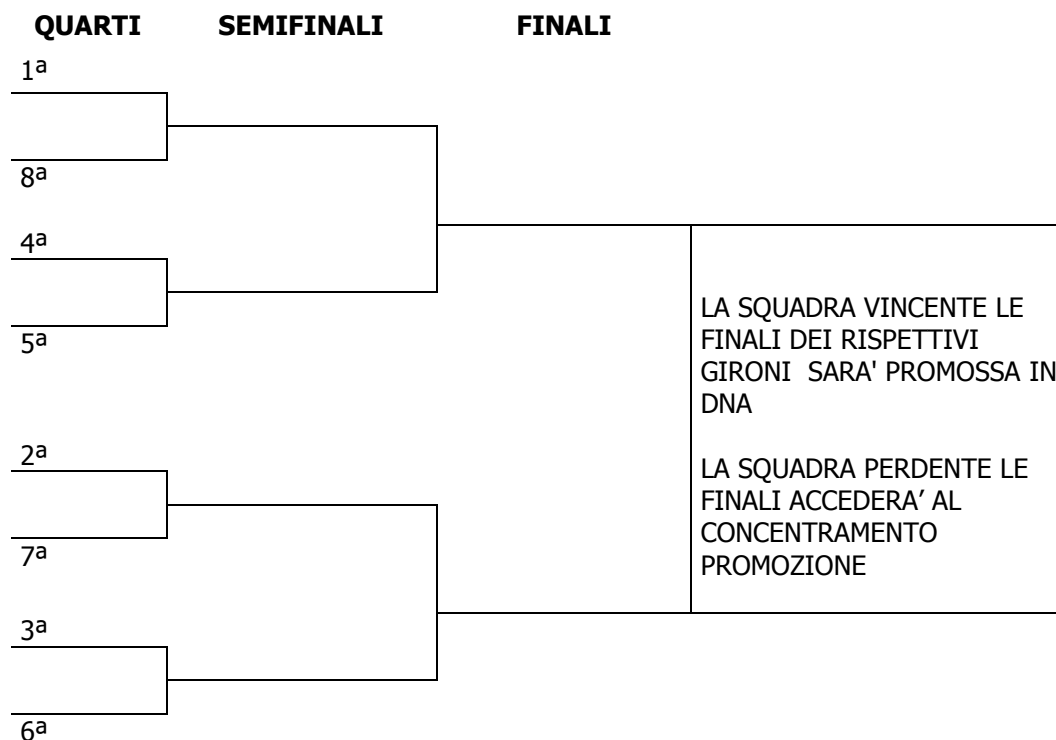 QUARTI SEMIFINALI FINALI
1ª
8ª
4ª
5ª
LA SQUADRA VINCENTE LE
FINALI DEI RISPETTIVI
GIRONI SARA' PROMOSSA IN
DNA
2ª
LA SQUADRA PERDENTE LE
FINALI ACCEDERA’ AL
CONCENTRAMENTO
PROMOZIONE
7ª
3ª
6ª